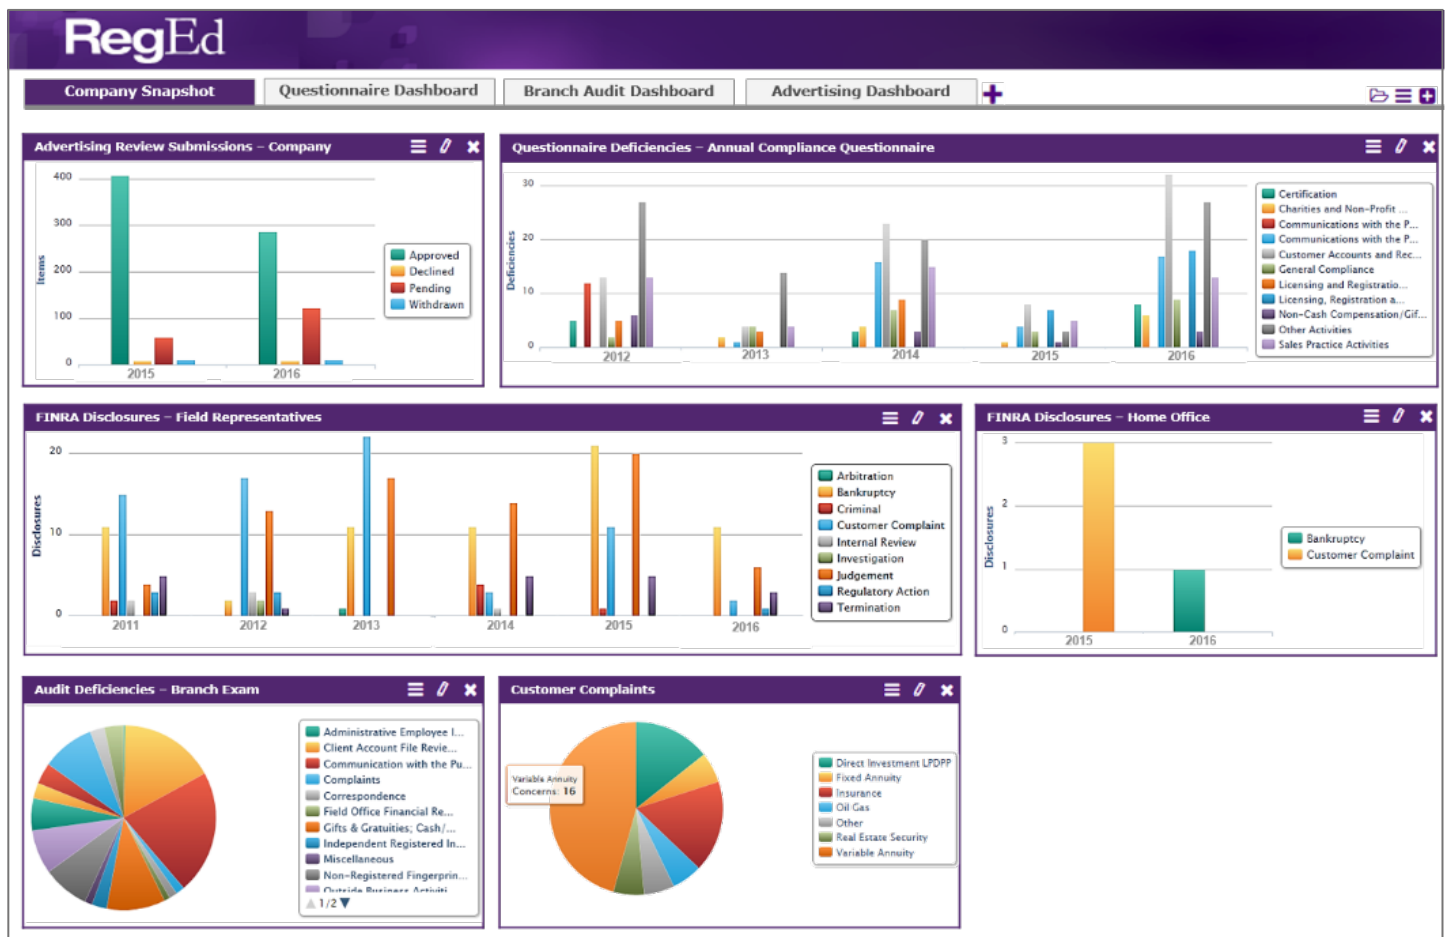 RegEd
Company Snapshot
Questionnaire Dashboard
Branch Audit Dashboard
Advertising Dashboard
Advertising Review Submissions – Company
400
300
200
100
0
Items
2015
2016
Approved
Declined
Pending
Withdrawn
Questionnaire Deficiencies – Annual Compliance Questionnaire
30
20
10
0
Deficiencies
2012
2013
2014
2015
2016
Certification
Charities and Non-Profit ...
Communications with the P...
Communications with the P...
Customer Accounts and Rec...
General Compliance
Licensing and Registratio...
Licensing, Registration a...
Non-Cash Compensation/Gif...
Other Activities
Sales Practice Activities
FINRA Disclosures – Field Representatives
20
10
0
Disclosures
2011
2012
2013
2014
2015
2016
Arbitration
Bankruptcy
Criminal
Customer Complaint
Internal Review
Investigation
Judgement
Regulatory Action
Termination
FINRA Disclosures – Home Office
3
2
1
0
Disclosures
2015
2016
Bankruptcy
Customer Complaint
Audit Deficiencies – Branch Exam
Administrative Employee I...
Client Account File Revie...
Communication with the Pu...
Complaints
Correspondence
Field Office Financial Re...
Gifts & Gratuities; Cash/...
Independent Registered In...
Miscellaneous
Non-Registered Fingerprin...
Outside Business Activiti
1/2
Customer Complaints
Variable Annuity
Concerns: 16
Direct Investment LPDPP
Fixed Annuity
Insurance
Oil Gas
Other
Real Estate Security
Variable Annuity